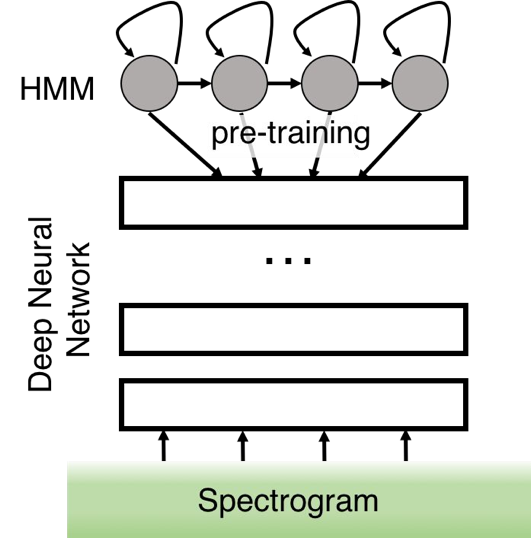 HMM
pre-training
...
Deep Neural
Network
Spectrogram